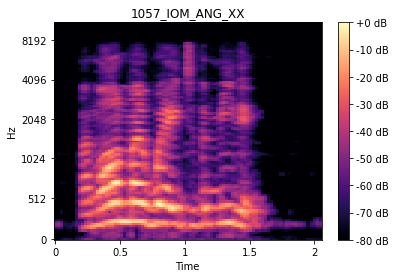 1057_IOM_ANG_XX
+0 dB
8192
-10 dB
4096
-20 dB
-30 dB
2048
Hz
-40 dB
1024
-50 dB
512
-60 dB
-70 dB
0
-80 dB
0 0.5 1 1.5 2
Time